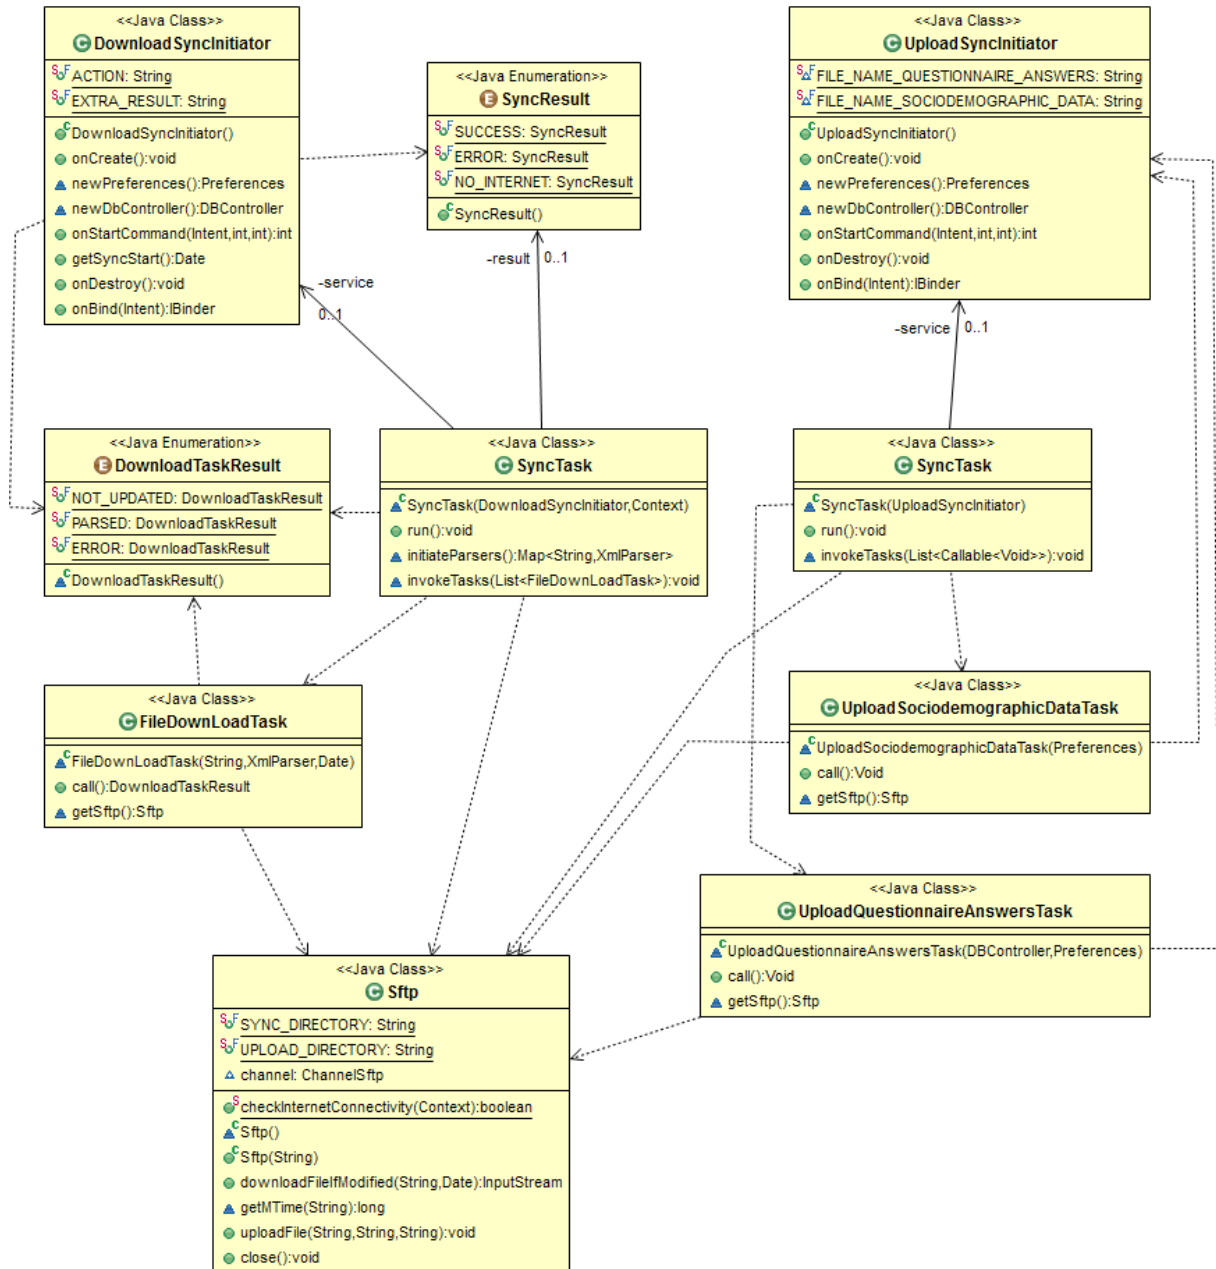 <<Java Class>>
DownloadSyncInitiator
ACTION: String
EXTRA_RESULT: String
DownloadSyncInitiator()
onCreate():void
newPreferences():Preferences
newDbController():DBController
onStartCommand(Intent,int,int):int
getSyncStart():Date
onDestroy():void
onBind(Intent):IBinder
<<Java Enumeration>>
SyncResult
SUCCESS: SyncResult
ERROR: SyncResult
NO_INTERNET: SyncResult
SyncResult()
<<Java Class>>
UploadSyncInitiator
FILE_NAME_QUESTIONNAIRE_ANSWERS: String
FILE_NAME_SOCIODEMOGRAPHIC_DATA: String
UploadSyncInitiator()
onCreate():void
newPreferences():Preferences
newDbController():DBController
onStartCommand(Intent,int,int):int
onDestroy():void
onBind(Intent):IBinder
-service
0..1
-result 0..1
-service 0..1
<<Java Enumeration>>
DownloadTaskResult
NOT_UPDATED: DownloadTaskResult
PARSED: DownloadTaskResult
ERROR: DownloadTaskResult
DownloadTaskResult()
<<Java Class>>
SyncTask
SyncTask(DownloadSyncInitiator,Context)
run():void
initiateParsers():Map<String,XmlParser>
invokeTasks(List<FileDownLoadTask>):void
<<Java Class>>
SyncTask
SyncTask(UploadSyncInitiator)
run():void
invokeTasks(List<Callable<Void>>):void
<<Java Class>>
FileDownLoadTask
FileDownLoadTask(String,XmlParser,Date)
call():DownloadTaskResult
getSftp():Sftp
<<Java Class>>
UploadSociodemographicDataTask
UploadSociodemographicDataTask(Preferences)
call():Void
getSftp():Sftp
<<Java Class>>
UploadQuestionnaireAnswersTask
UploadQuestionnaireAnswersTask(DBController,Preferences)
call():Void
getSftp():Sftp
<<Java Class>>
Sftp
SYNC_DIRECTORY: String
UPLOAD_DIRECTORY: String
channel: ChannelSftp
checkInternetConnectivity(Context):boolean
Sftp()
Sftp(String)
downloadFileIfModified(String,Date):InputStream
getMTime(String):long
uploadFile(String,String,String):void
close():void